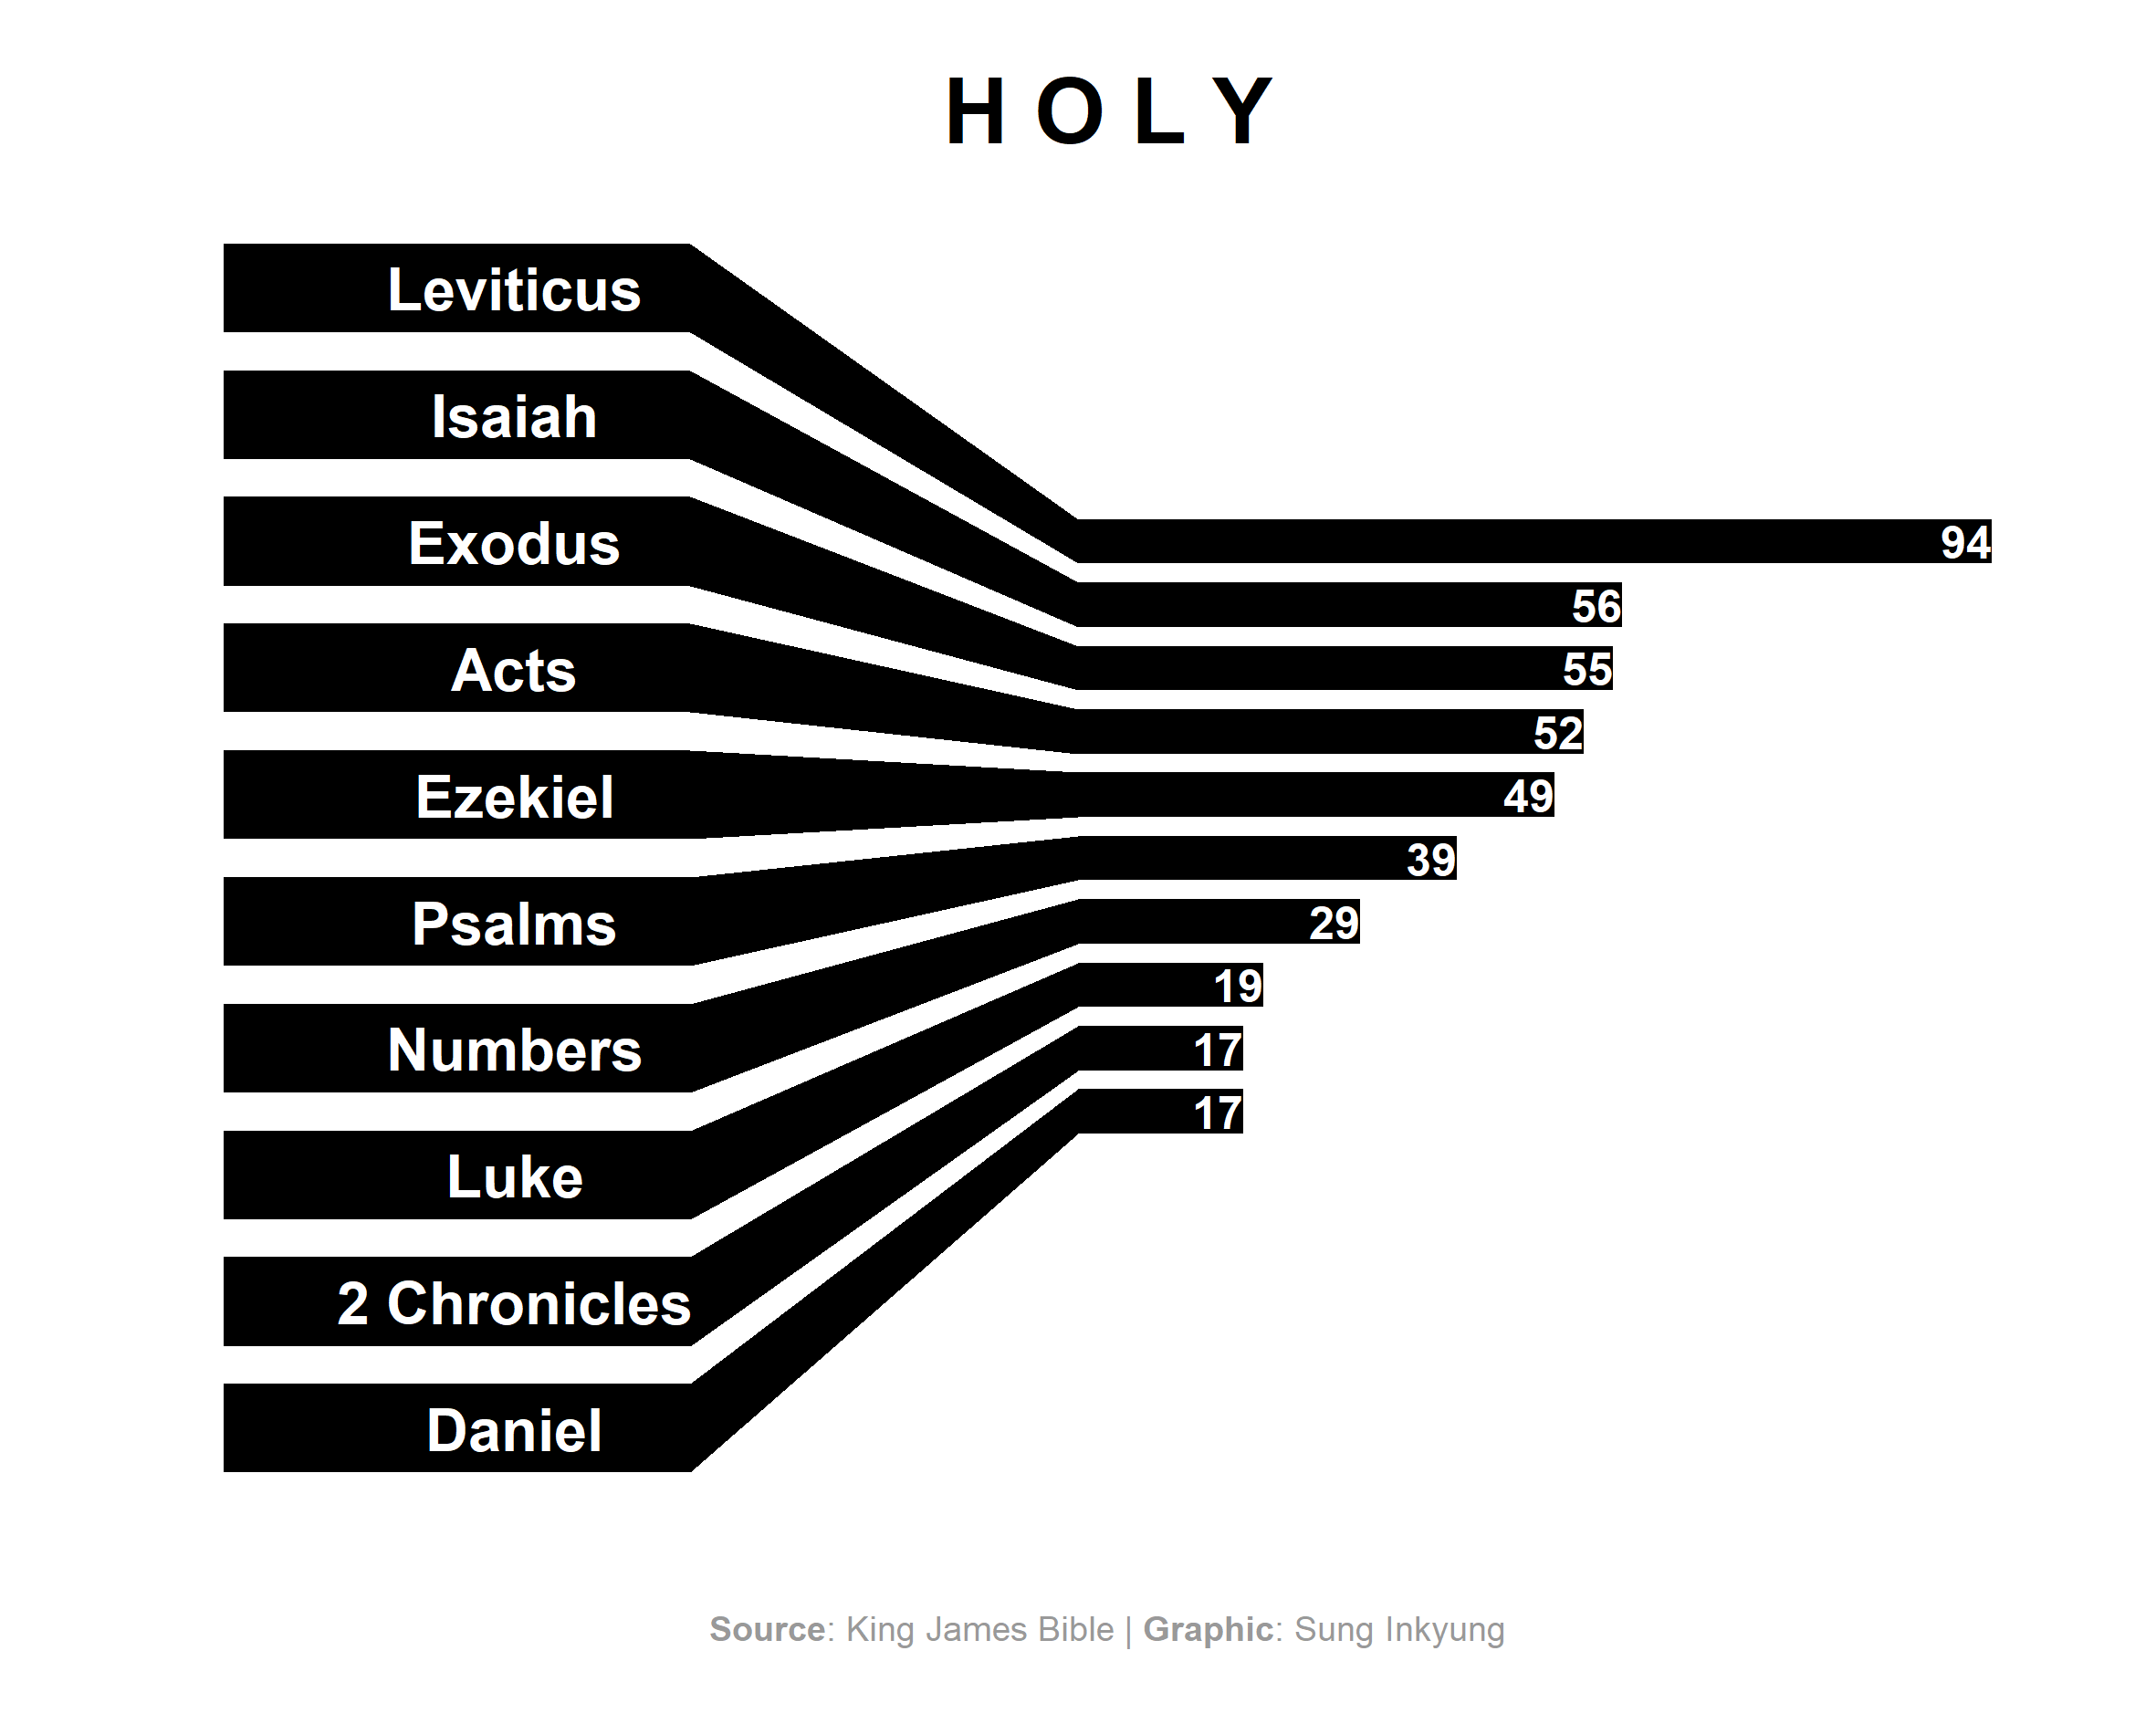 HOLY
Leviticus
94
Isaiah
56
Exodus
55
Acts
52
Ezekiel
49
Psalms
39
Numbers
29
Luke
19
2 Chronicles
17
Daniel
17
Source: King James Bible | Graphic: Sung Inkyung